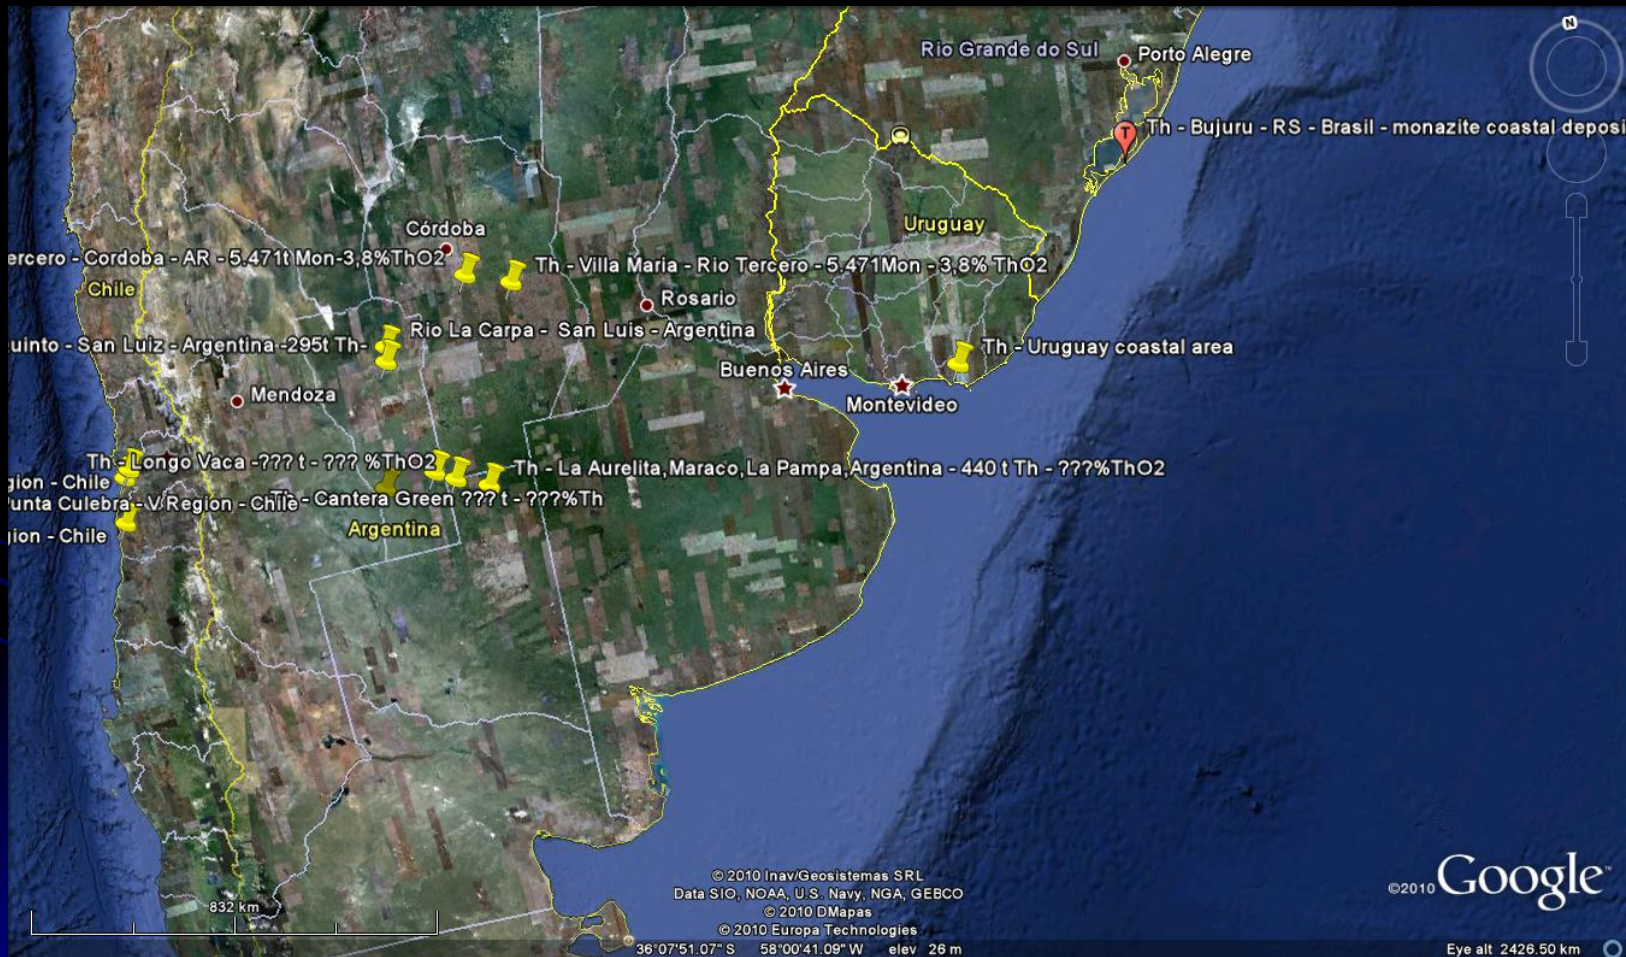 N
Rio Grande do Sul
Porto Alegre
T
Th - Bujuru - RS - Brasil - monazite coastal deposi
Uruguay
Córdoba
ercero - Cordoba - AR - 5.471t Mon-3,8%ThO2
Th - Villa Maria - Rio Tercero - 5.471Mon - 3,8% ThO2
Chile
Rosario
Rio La Carpa - San Luis - Argentina
uinto - San Luiz - Argentina -295t Th-
Th - Uruguay coastal area
Buenos Aires
Mendoza
Montevideo
Th - Longo Vaca -??? t - ??? %ThO2
Th - La Aurelita,Maraco,La Pampa,Argentina - 440 t Th - ???%ThO2
gion - Chile
Punta Culebra - V Region - Chile
Th - Cantera Green ??? t - ???%Th
Argentina
gion - Chile
© 2010 Inav/Geosistemas SRL
Data SIO, NOAA, U.S. Navy, NGA, GEBCO
© 2010 DMapas
© 2010 Europa Technologies
©2010 Google™
832 km
36°07'51.07" S 58°00'41.09" W elev 26 m
Eye alt 2426.50 km